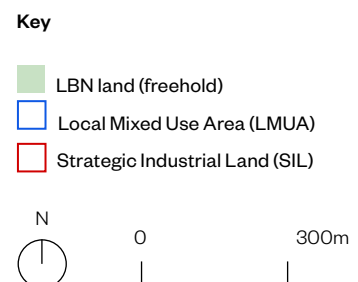 Key
LBN land (freehold)
Local Mixed Use Area (LMUA)
Strategic Industrial Land (SIL)
N
0 300m